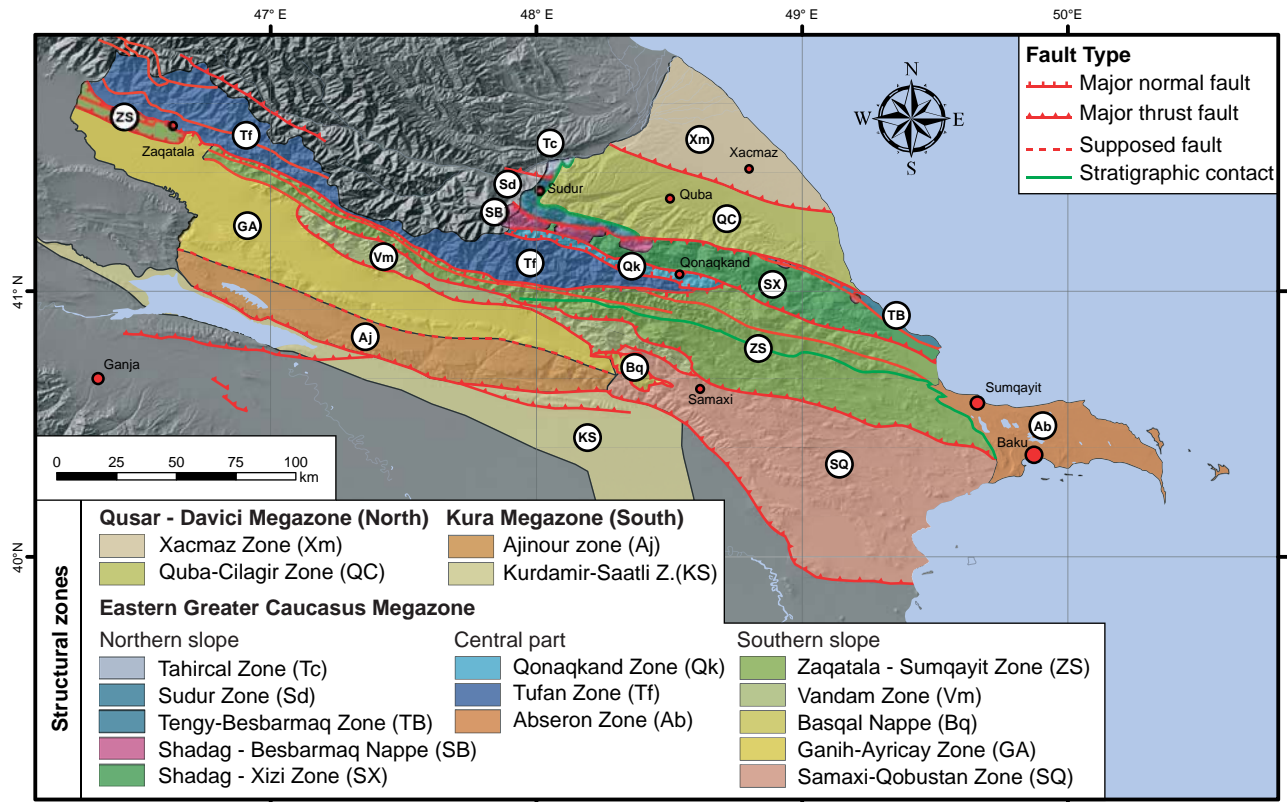 47°E
48°E
49°E
50°E
Fault Type
Major normal fault
Major thrust fault
Supposed fault
Stratigraphic contact
N
W
E
S
ZS
Zaqatala
Tf
Tc
Xm
Xacmaz
Sd
Sudur
Quba
SB
QC
GA
Vm
Tf
Qk
Qonaqkand
SX
41° N
TB
Aj
ZS
Bq
Ganja
Samaxi
Sumqayit
Ab
Baku
KS
SQ
0
25
50
75
100
km
40°N
Structural zones
Qusar - Davici Megazone (North)
Xacmaz Zone (Xm)
Quba-Cilagir Zone (QC)
Kura Megazone (South)
Ajinour zone (Aj)
Kurdamir-Saatli Z.(KS)
Eastern Greater Caucasus Megazone
Northern slope
Tahircal Zone (Tc)
Sudur Zone (Sd)
Tengy-Besbarmaq Zone (TB)
Shadag - Besbarmaq Nappe (SB)
Shadag - Xizi Zone (SX)
Central part
Qonaqkand Zone (Qk)
Tufan Zone (Tf)
Abseron Zone (Ab)
Southern slope
Zaqatala - Sumqayit Zone (ZS)
Vandam Zone (Vm)
Basqal Nappe (Bq)
Ganih-Ayricay Zone (GA)
Samaxi-Qobustan Zone (SQ)